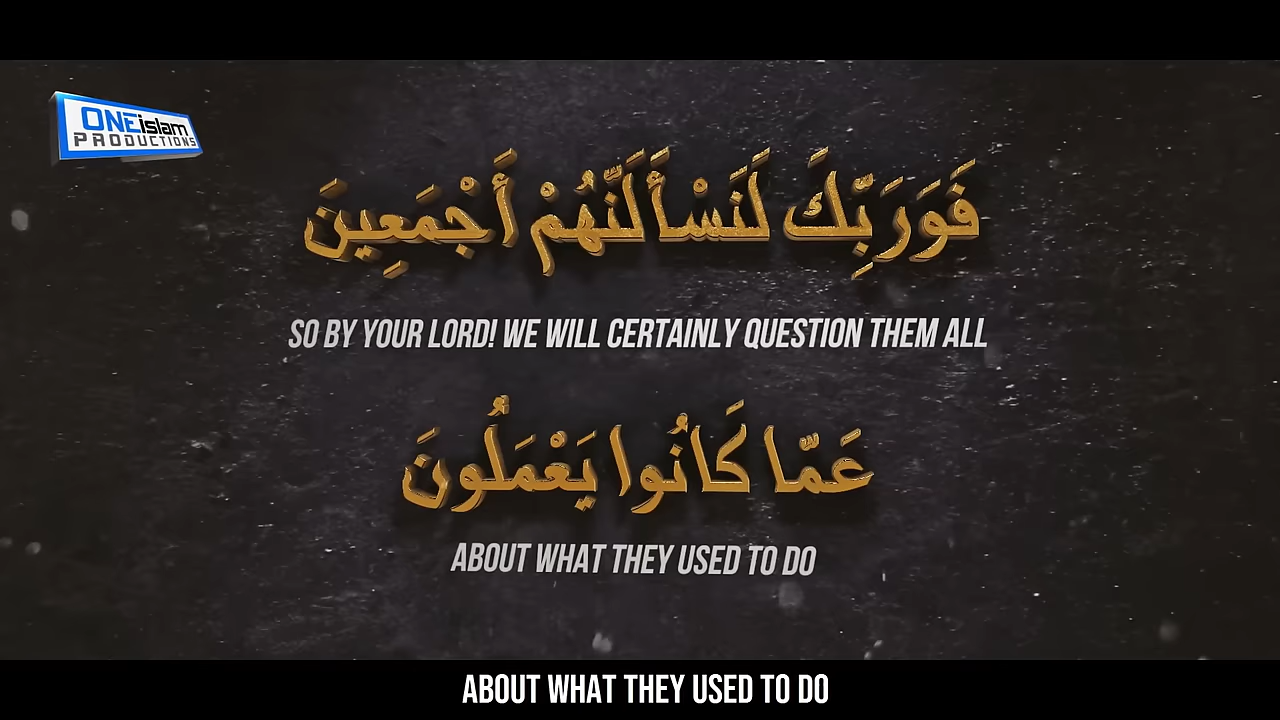 ONEislam
PRODUCTIONS
فَوَرَبِّكَ لَنَسْأَلَنَّهُمْ أَجْمَعِينَ
SO BY YOUR LORD! WE WILL CERTAINLY QUESTION THEM ALL
عَمّا كَانُوا يَعْمَلُونَ
ABOUT WHAT THEY USED TO DO
ABOUT WHAT THEY USED TO DO